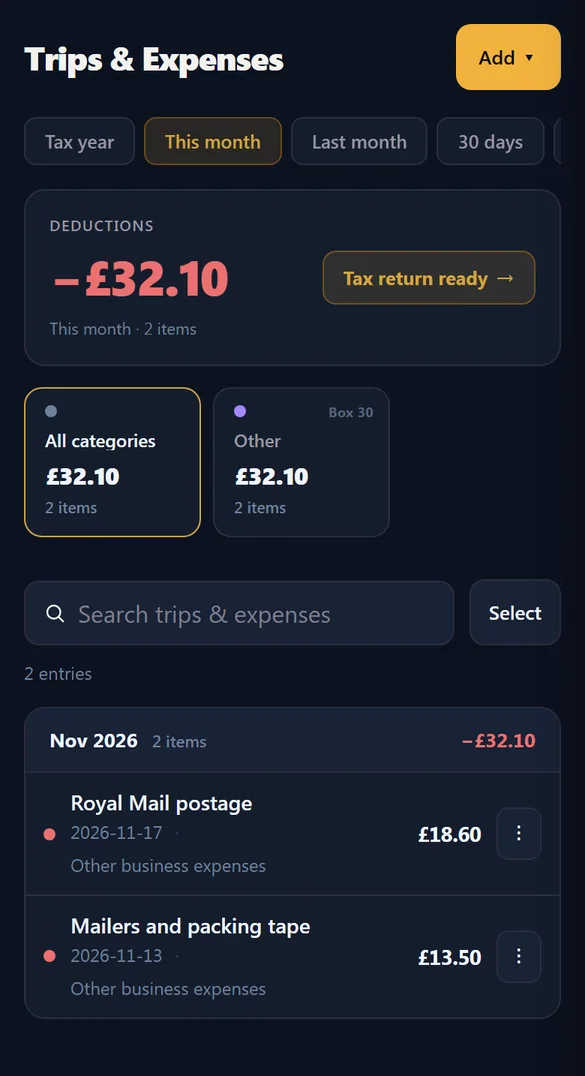 Trips & Expenses
Add ▼
Tax year
This month
Last month
30 days
DEDUCTIONS
−£32.10
Tax return ready →
This month · 2 items
All categories
£32.10
2 items
Box 30
Other
£32.10
2 items
Search trips & expenses
Select
2 entries
Nov 2026 2 items −£32.10
Royal Mail postage
2026-11-17 ·
£18.60
Other business expenses
Mailers and packing tape
2026-11-13 ·
£13.50
Other business expenses